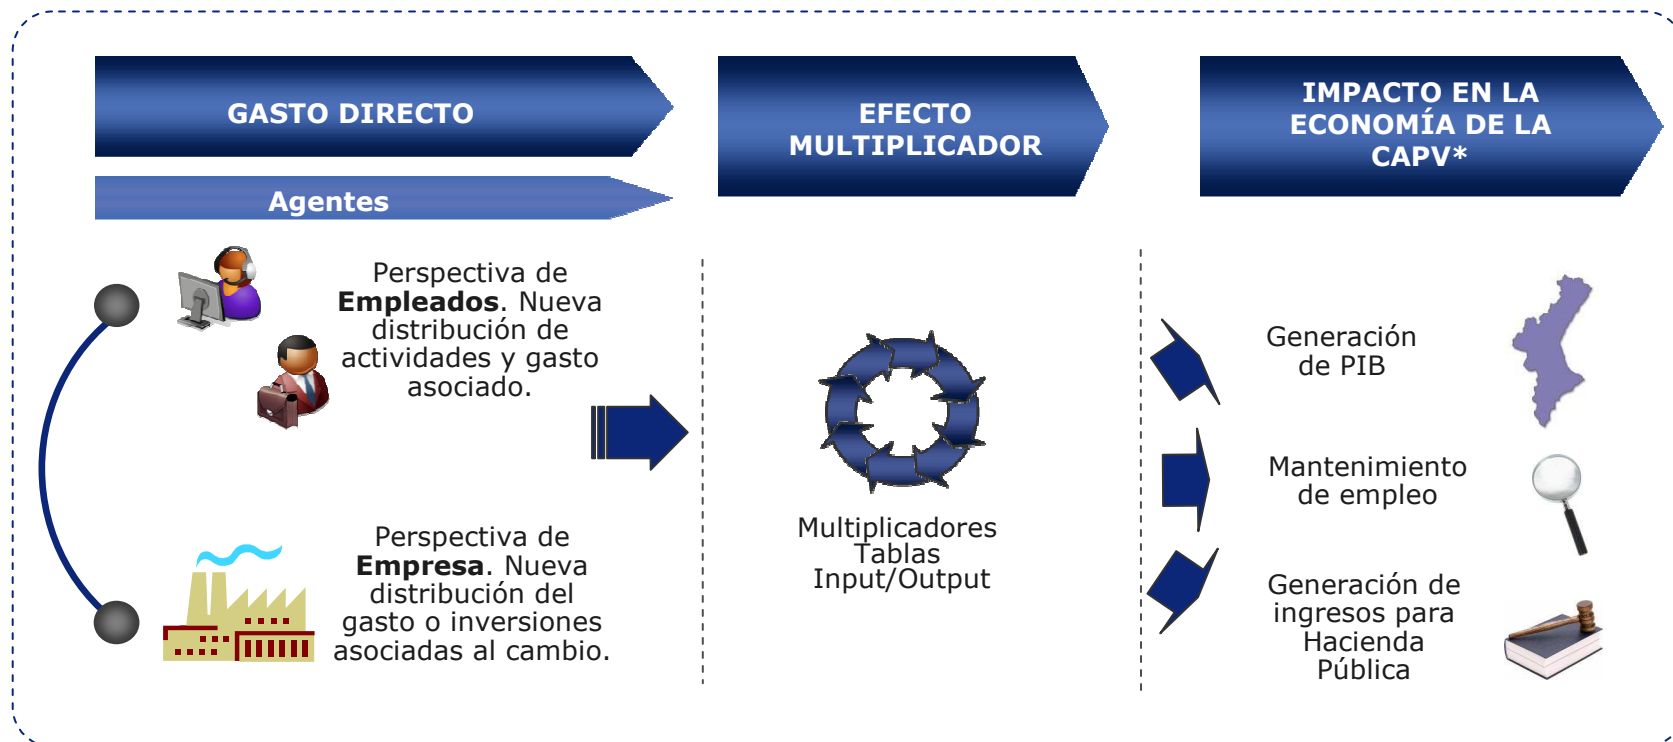 GASTO DIRECTO
Agentes
Perspectiva de
Empleados. Nueva
distribución de
actividades y gasto
asociado.
Perspectiva de
Empresa. Nueva
distribución del
gasto o inversiones
asociadas al cambio.
EFECTO
MULTIPLICADOR
Multiplicadores
Tablas
Input/Output
IMPACTO EN LA
ECONOMÍA DE LA
CAPV*
Generación
de PIB
Mantenimiento
de empleo
Generación de
ingresos para
Hacienda
Pública